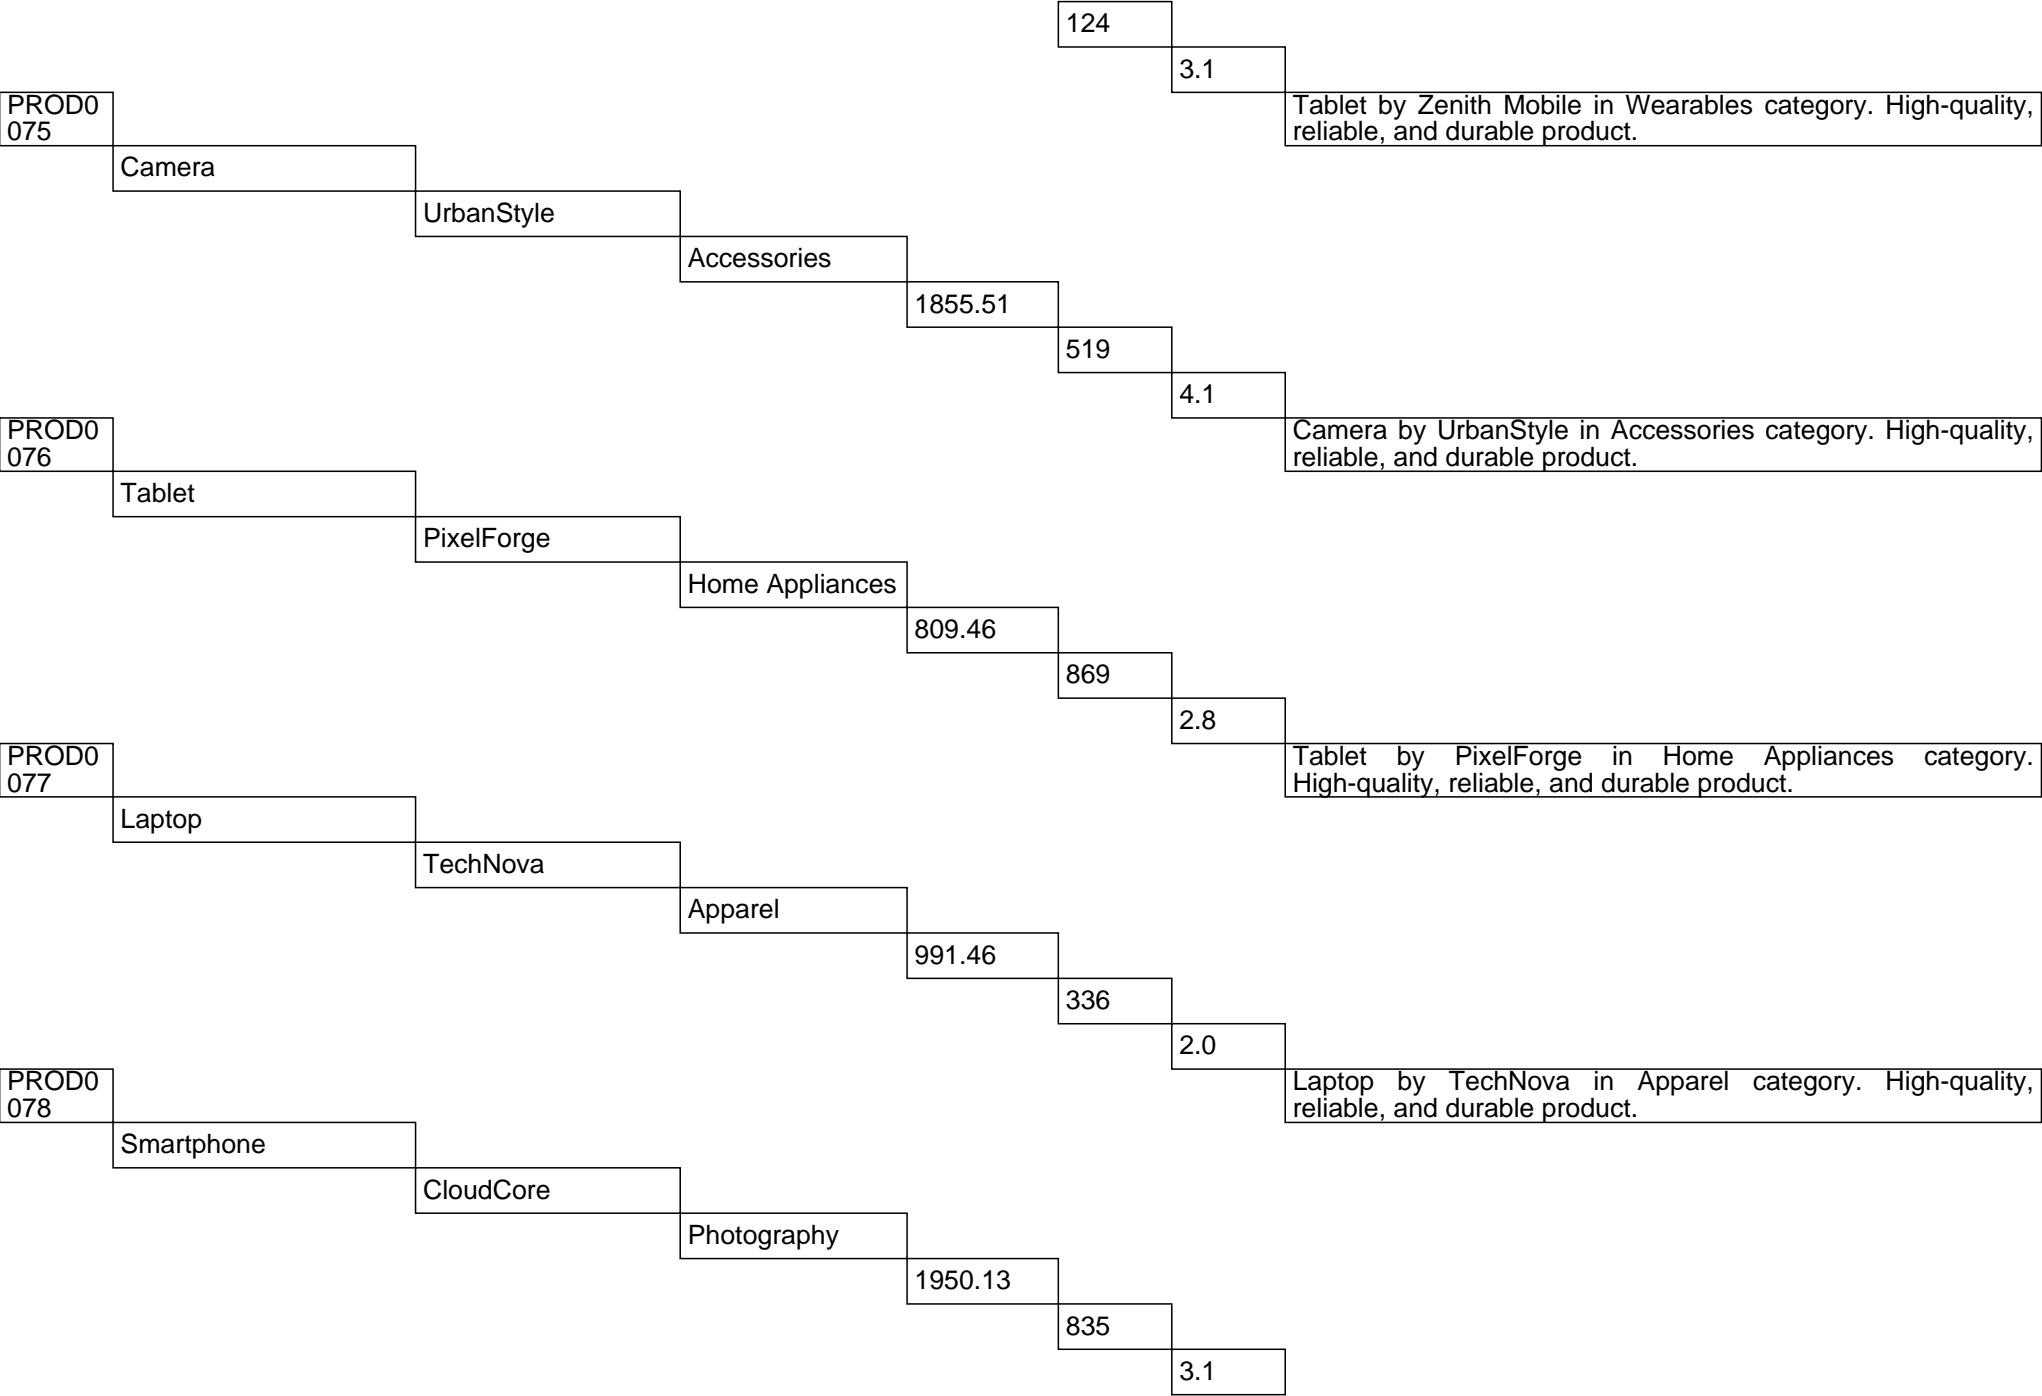 124
3.1
PROD0
075
Tablet by Zenith Mobile in Wearables category. High-quality,
reliable, and durable product.
Camera
UrbanStyle
Accessories
1855.51
519
4.1
PROD0
076
Camera by UrbanStyle in Accessories category. High-quality,
reliable, and durable product.
Tablet
PixelForge
Home Appliances
809.46
869
2.8
PROD0
077
Tablet by PixelForge in Home Appliances category.
High-quality, reliable, and durable product.
Laptop
TechNova
Apparel
991.46
336
2.0
PROD0
078
Laptop by TechNova in Apparel category. High-quality,
reliable, and durable product.
Smartphone
CloudCore
Photography
1950.13
835
3.1